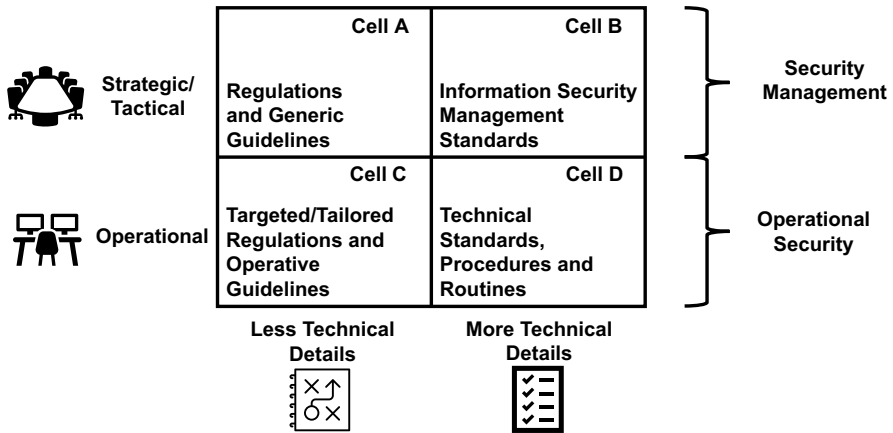 Cell A
Cell B
Strategic/
Tactical
Regulations
and Generic
Guidelines
Information Security
Management
Standards
Security
Management
Cell C
Cell D
Operational
Targeted/Tailored
Regulations and
Operative
Guidelines
Technical
Standards,
Procedures and
Routines
Operational
Security
Less Technical
Details
More Technical
Details